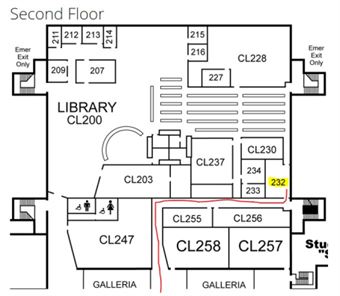 Second Floor
Emer
Exit
Only
211
212
213
214
215
216
CL228
Emer
Exit
Only
209
207
227
LIBRARY
CL200
CL237
CL230
234
233
232
CL203
CL255
CL256
CL247
CL258
CL257
Stu
"S
GALLERIA
GALLERIA